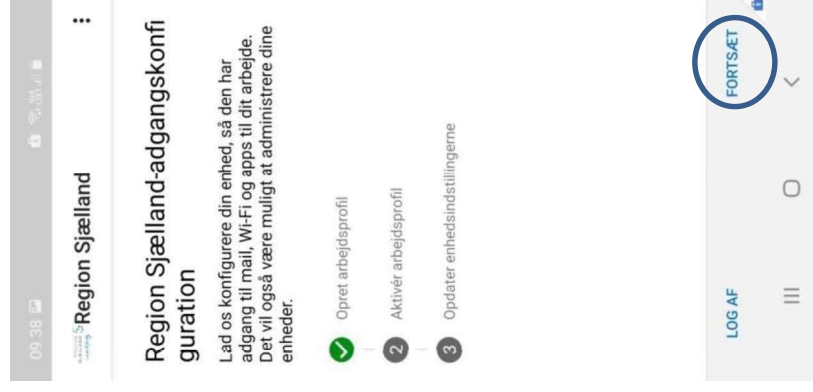 09.38
Region Sjælland
Region Sjælland-adgangskonfi
guration
Lad os konfigurere din enhed, så den har
adgang til mail, Wi-Fi og apps til dit arbejde.
Det vil også være muligt at administrere dine
enheder.
Opret arbejdsprofil
2 Aktivér arbejdsprofil
3 Opdater enhedsindstillingerne
LOG AF FORTSÆT